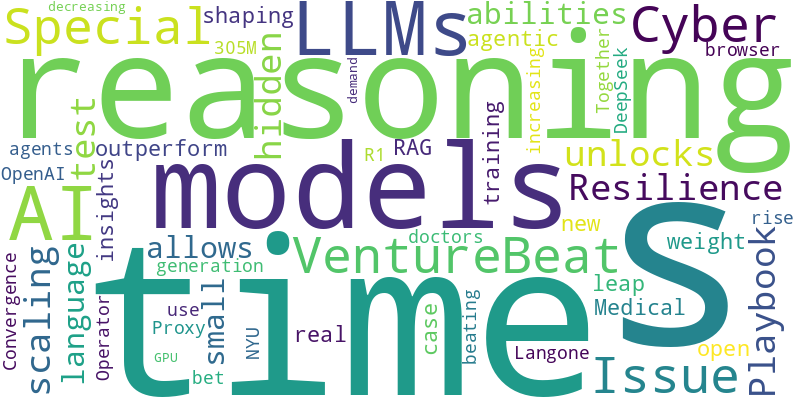 decreasing
Special
shaping
305M
LLMs
abilities
agentic
Cyber
browser
reasoning
hidden
demand
increasing
Together
DeepSeek
test
agents
outperform
OpenAI
R1
RAG
training
unlocks
models
Resilience
AI
insights
allows
VentureBeat
doctors
new
S
weight
rise
Playbook
Convergence
scaling
language
generation
time
Operator
use
Proxy
small
NYU
real
case
beating
leap
Medical
GPU
bet
Langone
Issue
open